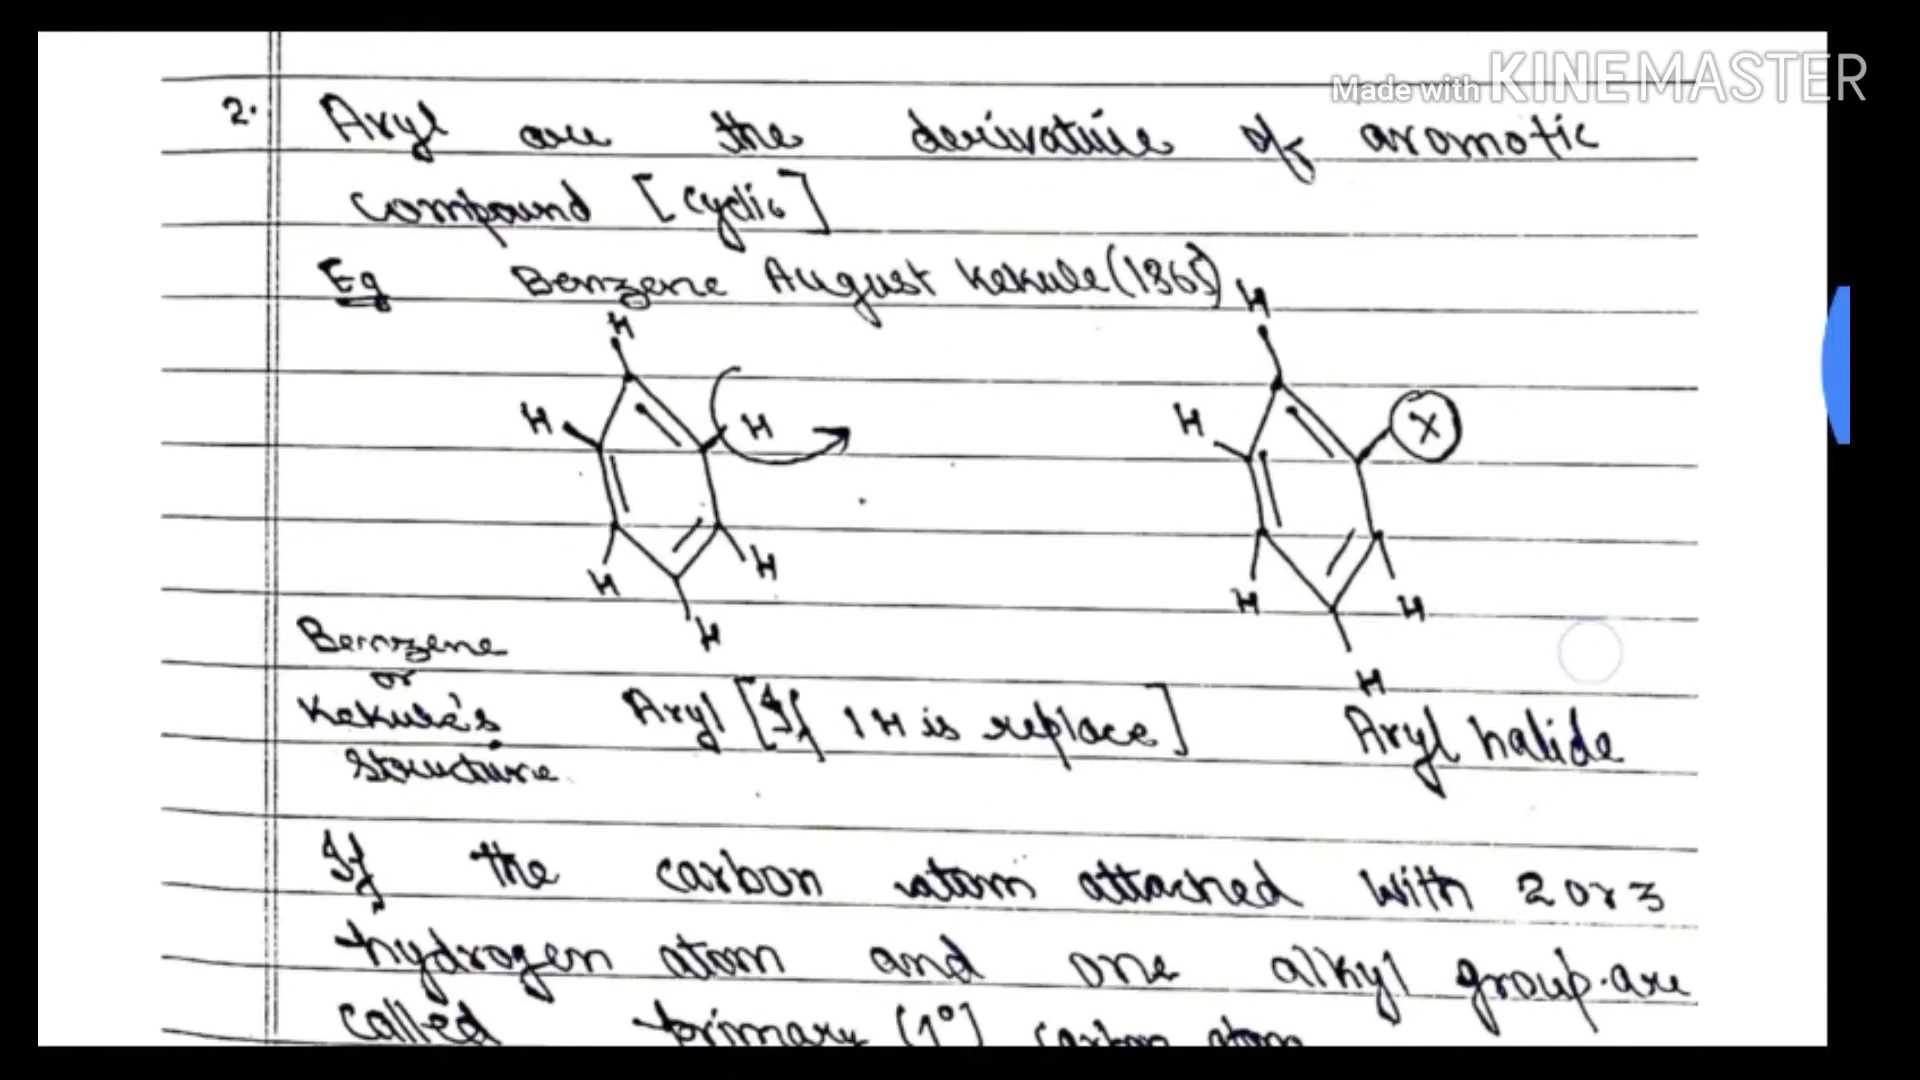 Made with KINEMASTER
2. Aryl are the derivative of aromatic
compound [cyclic]
Eg Benzene August Kekule (1865)
H H
H H H X
H H H H
H H
Benzene
or
Kekule's Aryl [If 1 H is replace] Aryl halide
structure
If the carbon atom attached with 2 or 3
hydrogen atom and one alkyl group are
called primary (1°) carbon atom